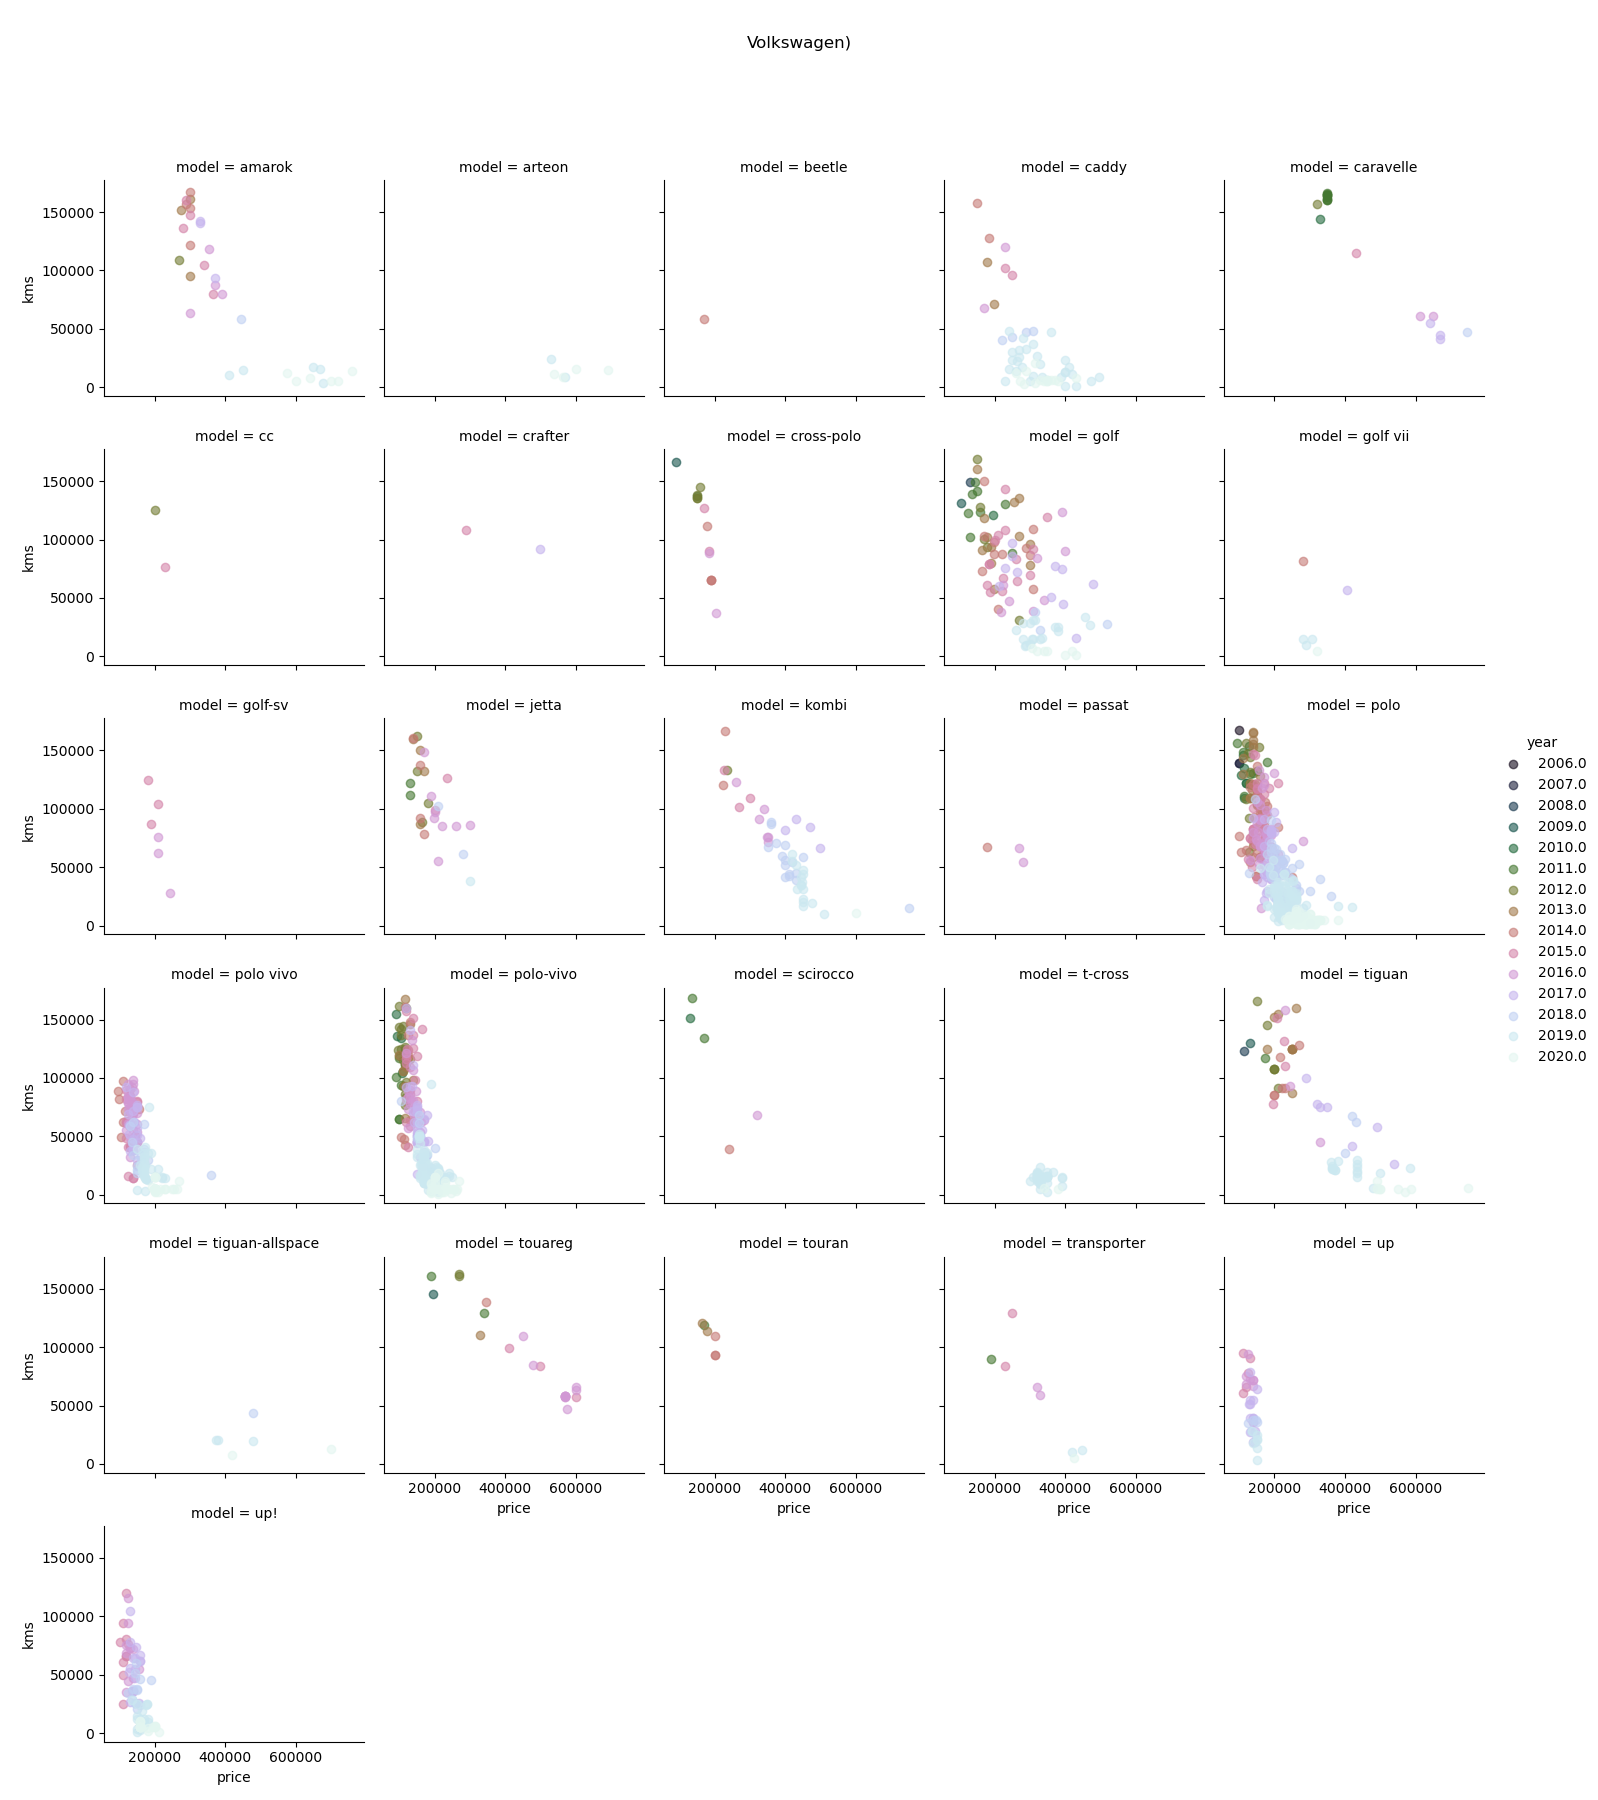 Volkswagen)
model = amarok
model = arteon
model = beetle
model = caddy
model = caravelle
150000
100000
50000
0
kms
model = cc
model = crafter
model = cross-polo
model = golf
model = golf vii
150000
100000
50000
0
kms
model = golf-sv
model = jetta
model = kombi
model = passat
model = polo
150000
100000
50000
0
kms
year
2006.0
2007.0
2008.0
2009.0
2010.0
2011.0
2012.0
2013.0
2014.0
2015.0
2016.0
2017.0
2018.0
2019.0
2020.0
model = polo vivo
model = polo-vivo
model = scirocco
model = t-cross
model = tiguan
150000
100000
50000
0
kms
model = tiguan-allspace
model = touareg
model = touran
model = transporter
model = up
150000
100000
50000
0
kms
200000 400000 600000
price
200000 400000 600000
price
200000 400000 600000
price
200000 400000 600000
price
model = up!
150000
100000
50000
0
kms
200000 400000 600000
price